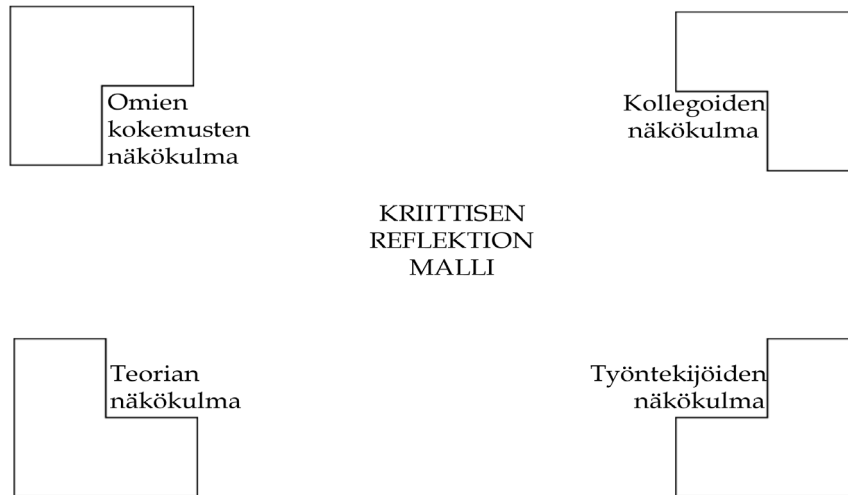 Omien
kokemusten
näkökulma
Kollegoiden
näkökulma
KRIITTISEN
REFLEKTION
MALLI
Teorian
näkökulma
Työntekijöiden
näkökulma